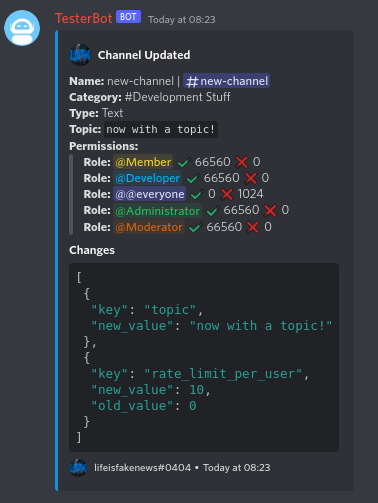 TesterBot BOT Today at 08:23
Channel Updated
Name: new-channel | #new-channel
Category: #Development Stuff
Type: Text
Topic: now with a topic!
Permissions:
Role: @Member ✔ 66560 ❌ 0
Role: @Developer ✔ 66560 ❌ 0
Role: @@everyone ✔ 0 ❌ 1024
Role: @Administrator ✔ 66560 ❌ 0
Role: @Moderator ✔ 66560 ❌ 0
Changes
[
{
"key": "topic",
"new_value": "now with a topic!"
},
{
"key": "rate_limit_per_user",
"new_value": 10,
"old_value": 0
}
]
lifeisfakenews#0404 • Today at 08:23